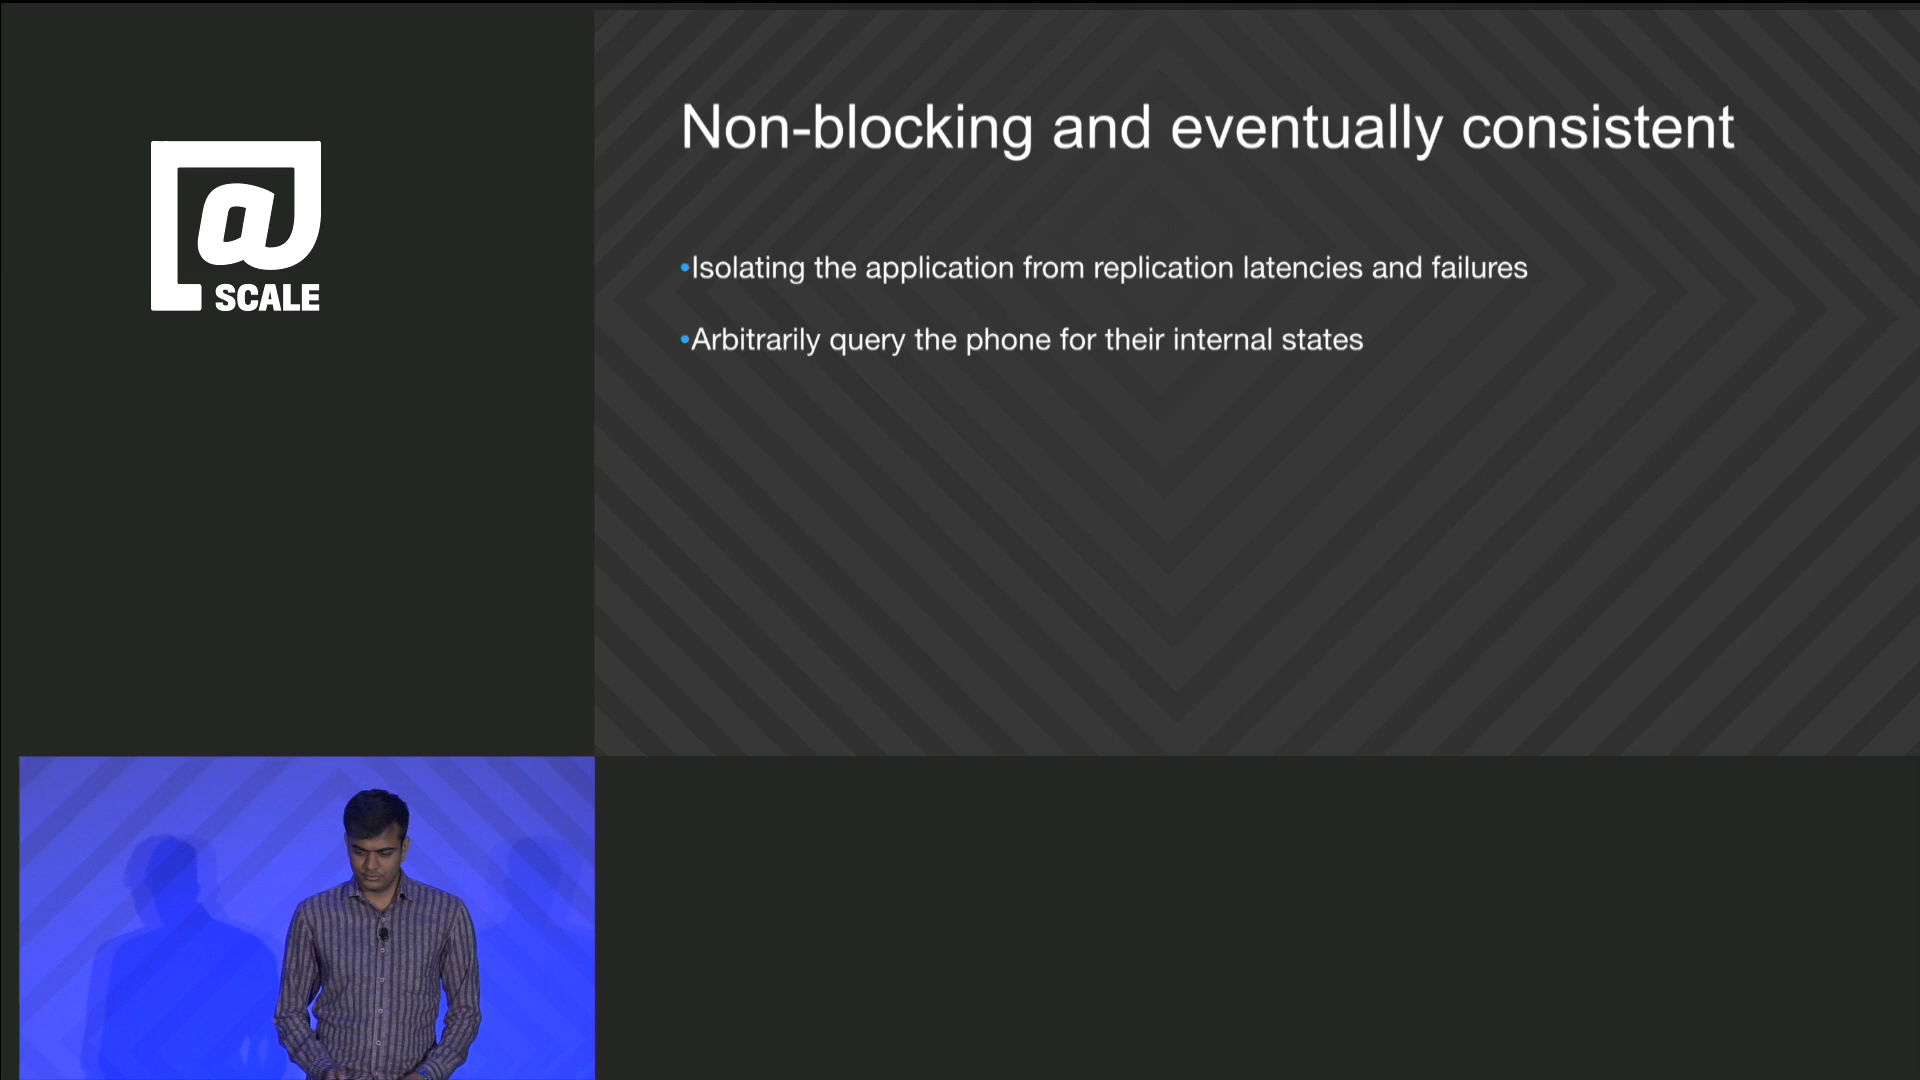 @
SCALE
Non-blocking and eventually consistent
•Isolating the application from replication latencies and failures
•Arbitrarily query the phone for their internal states